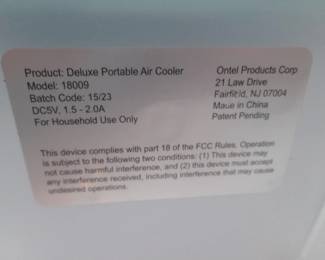 Product: Deluxe Portable Air Cooler
Model: 18009
Batch Code: 15/23
DC5V, 1.5 - 2.0A
For Household Use Only
Ontel Products Corp
21 Law Drive
Fairfield, NJ 07004
Made in China
Patent Pending
This device complies with part 18 of the FCC Rules. Operation
is subject to the following two conditions: (1) This device may
not cause harmful interference, and (2) this device must accept
any interference received, including interference that may cause
undesired operations.